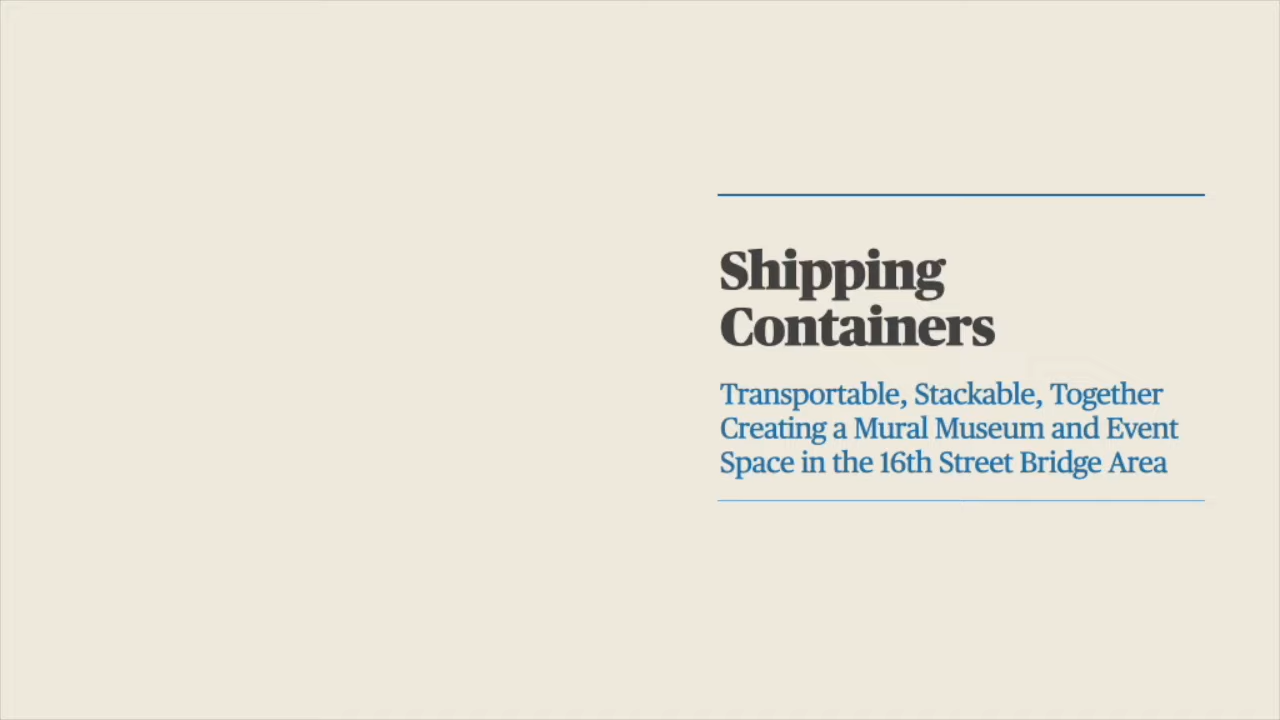 Shipping
Containers
Transportable, Stackable, Together
Creating a Mural Museum and Event
Space in the 16th Street Bridge Area